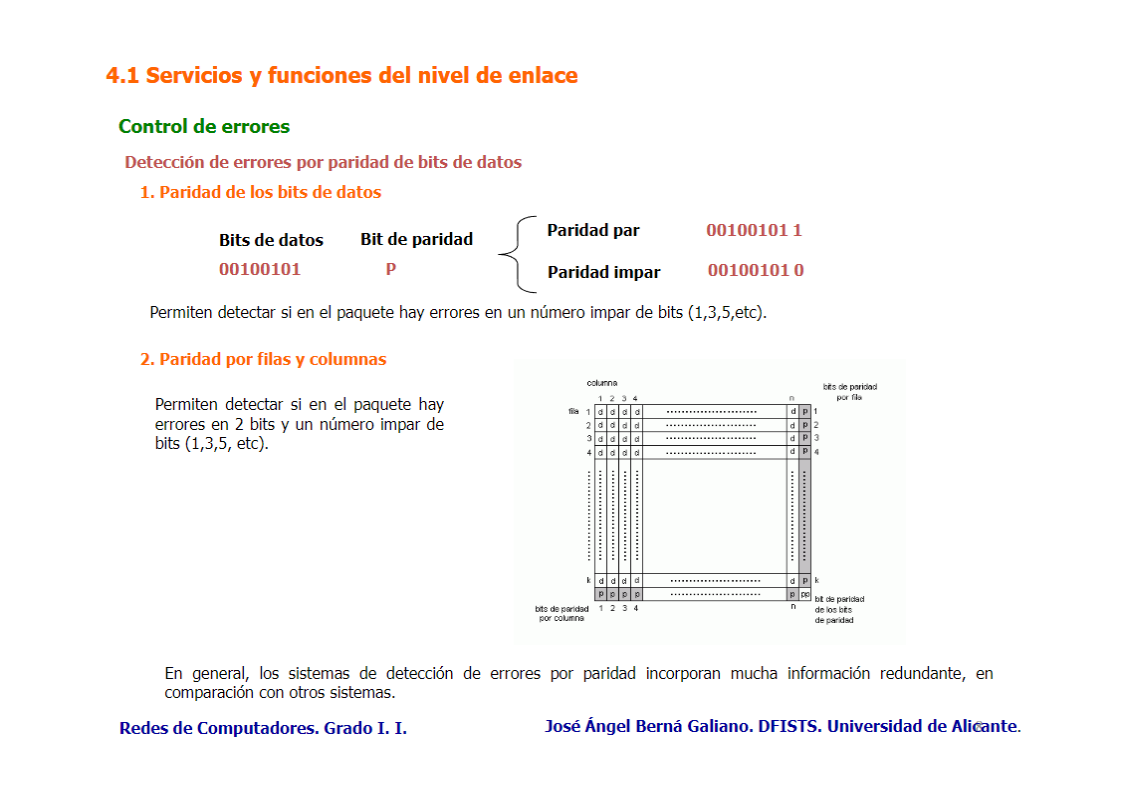 4.1 Servicios y funciones del nivel de enlace
Control de errores
Detección de errores por paridad de bits de datos
1. Paridad de los bits de datos
Bits de datos Bit de paridad
00100101 P
Paridad par 00100101 1
Paridad impar 00100101 0
Permiten detectar si en el paquete hay errores en un número impar de bits (1,3,5,etc).
2. Paridad por filas y columnas
Permiten detectar si en el paquete hay
errores en 2 bits y un número impar de
bits (1,3,5, etc).
columna
1 2 3 4 n
bits de paridad
por fila
fila 1 d d d d d p 1
2 d d d d d p 2
3 d d d d d p 3
4 d d d d d p 4
k d d d d d p k
p p p p p pp
bits de paridad
por columna
1 2 3 4 n
bit de paridad
de los bits
de paridad
En general, los sistemas de detección de errores por paridad incorporan mucha información redundante, en
comparación con otros sistemas.
Redes de Computadores. Grado I. I.
José Ángel Berná Galiano. DFISTS. Universidad de Alicante.